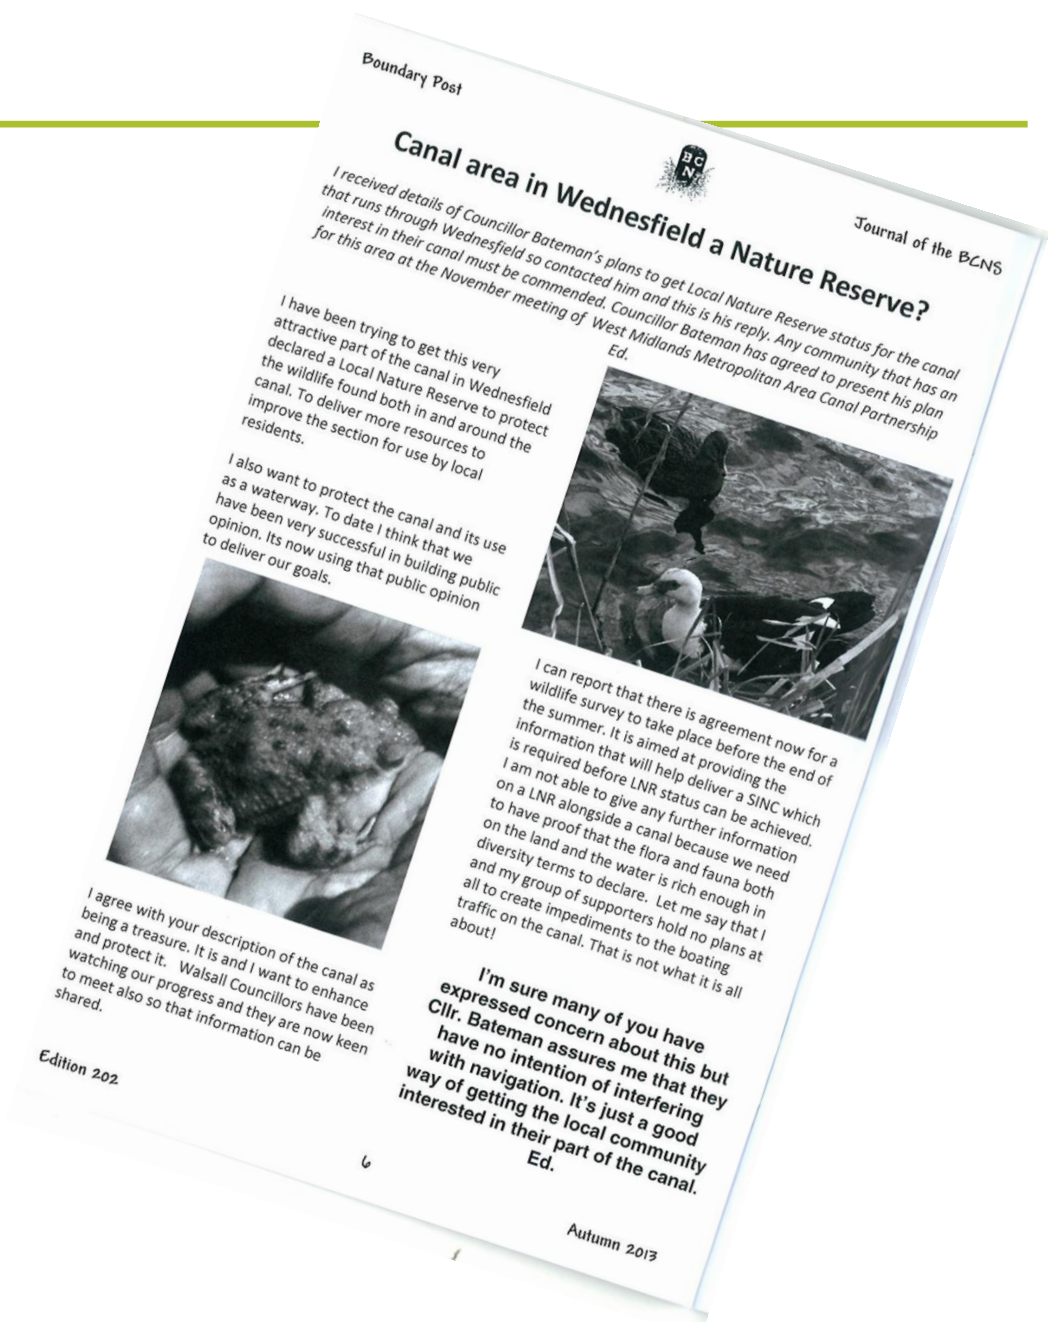 Boundary Post
BC
N
Journal of the BCNS
Canal area in Wednesfield a Nature Reserve?
I received details of Councillor Bateman's plans to get Local Nature Reserve status for the canal
that runs through Wednesfield so contacted him and this is his reply. Any community that has an
interest in their canal must be commended. Councillor Bateman has agreed to present his plan
for this area at the November meeting of West Midlands Metropolitan Area Canal Partnership
Ed.
I have been trying to get this very
attractive part of the canal in Wednesfield
declared a Local Nature Reserve to protect
the wildlife found both in and around the
canal. To deliver more resources to
improve the section for use by local
residents.
I also want to protect the canal and its use
as a waterway. To date I think that we
have been very successful in building public
opinion. Its now using that public opinion
to deliver our goals.
I agree with your description of the canal as
being a treasure. It is and I want to enhance
and protect it. Walsall Councillors have been
watching our progress and they are now keen
to meet also so that information can be
shared.
I can report that there is agreement now for a
wildlife survey to take place before the end of
the summer. It is aimed at providing the
information that will help deliver a SINC which
is required before LNR status can be achieved.
I am not able to give any further information
on a LNR alongside a canal because we need
to have proof that the flora and fauna both
on the land and the water is rich enough in
diversity terms to declare. Let me say that I
and my group of supporters hold no plans at
all to create impediments to the boating
traffic on the canal. That is not what it is all
about!
I'm sure many of you have
expressed concern about this but
Cllr. Bateman assures me that they
have no intention of interfering
with navigation. It's just a good
way of getting the local community
interested in their part of the canal.
Ed.
Edition 202
6
Autumn 2013